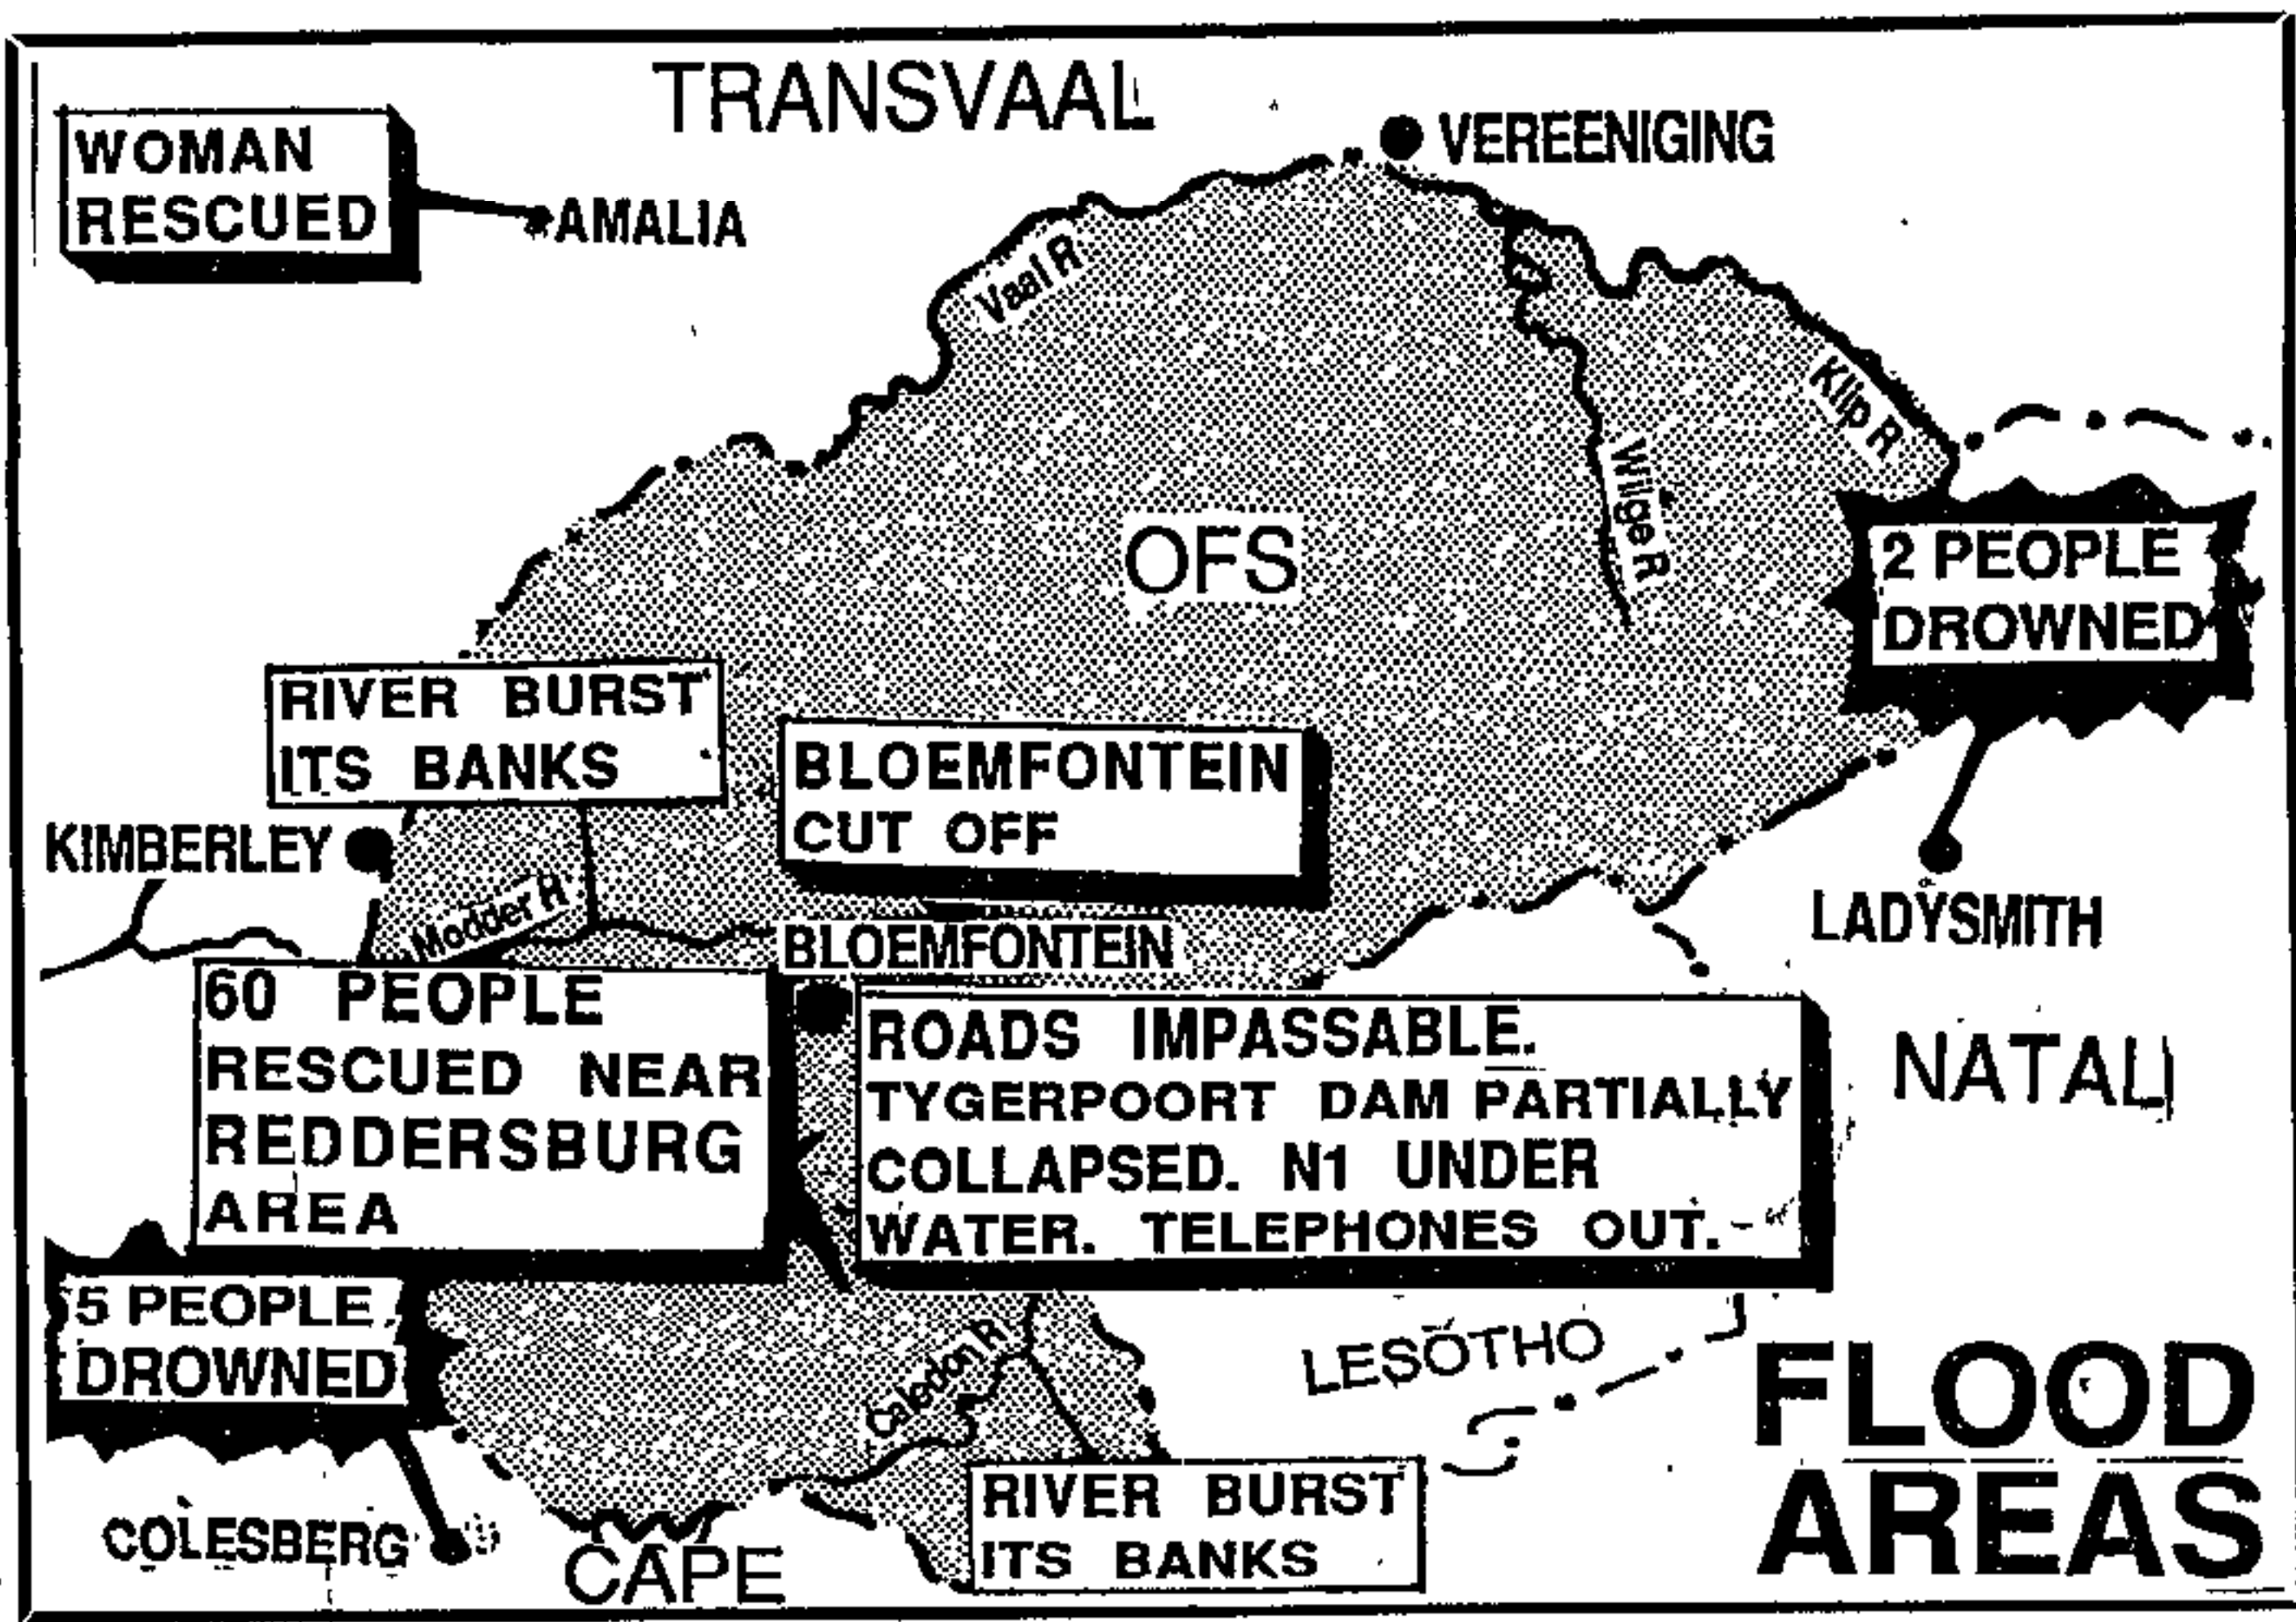 TRANSVAAL
VEREENIGING
WOMAN
RESCUED
AMALIA
Vaal R
Klip R
Wilge R
OFS
2 PEOPLE
DROWNED
RIVER BURST
ITS BANKS
BLOEMFONTEIN
CUT OFF
KIMBERLEY
Modder R
BLOEMFONTEIN
LADYSMITH
60 PEOPLE
RESCUED NEAR
REDDERSBURG
AREA
ROADS IMPASSABLE.
TYGERPOORT DAM PARTIALLY
COLLAPSED. N1 UNDER
WATER. TELEPHONES OUT.
NATAL
5 PEOPLE
DROWNED
Caledon R
LESOTHO
FLOOD
AREAS
RIVER BURST
ITS BANKS
COLESBERG
CAPE